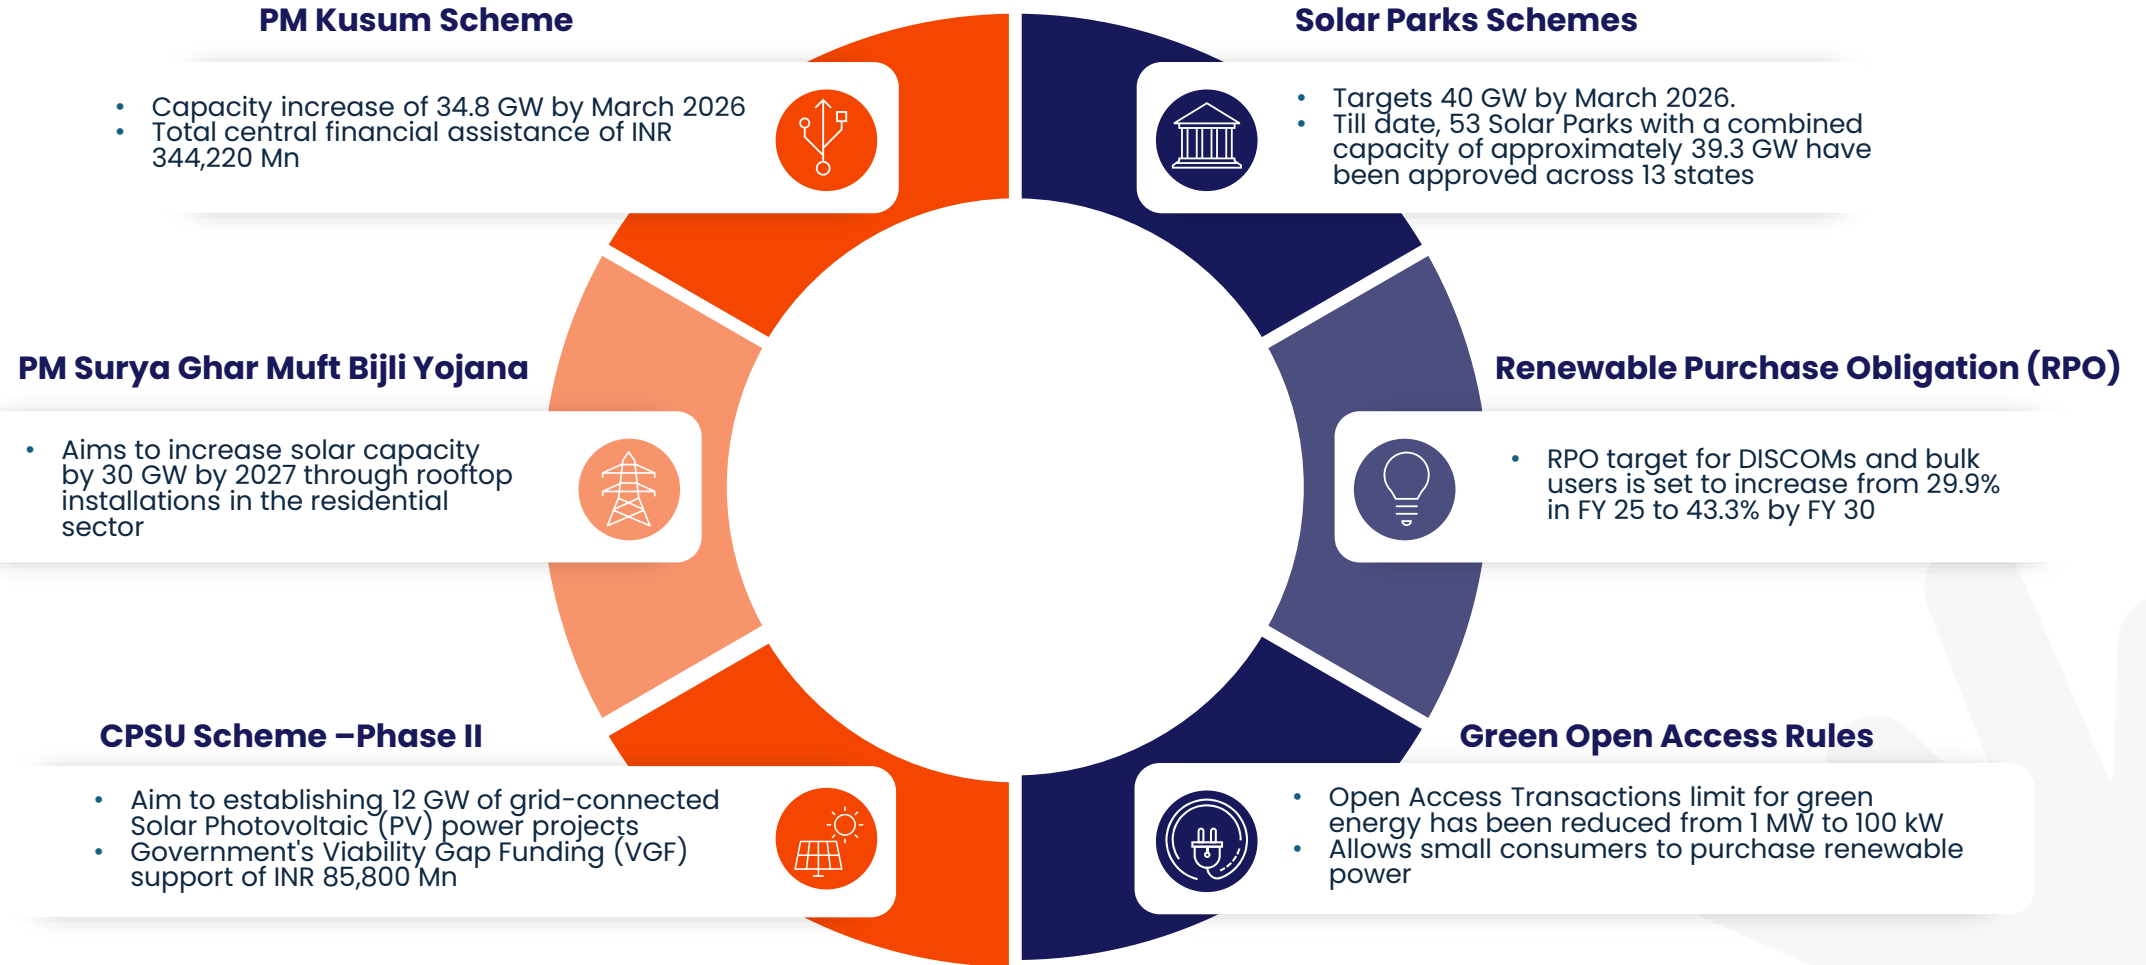 PM Kusum Scheme
• Capacity increase of 34.8 GW by March 2026
• Total central financial assistance of INR
344,220 Mn
Solar Parks Schemes
• Targets 40 GW by March 2026.
• Till date, 53 Solar Parks with a combined
capacity of approximately 39.3 GW have
been approved across 13 states
PM Surya Ghar Muft Bijli Yojana
• Aims to increase solar capacity
by 30 GW by 2027 through rooftop
installations in the residential
sector
Renewable Purchase Obligation (RPO)
• RPO target for DISCOMs and bulk
users is set to increase from 29.9%
in FY 25 to 43.3% by FY 30
CPSU Scheme –Phase II
• Aim to establishing 12 GW of grid-connected
Solar Photovoltaic (PV) power projects
• Government's Viability Gap Funding (VGF)
support of INR 85,800 Mn
Green Open Access Rules
• Open Access Transactions limit for green
energy has been reduced from 1 MW to 100 kW
• Allows small consumers to purchase renewable
power